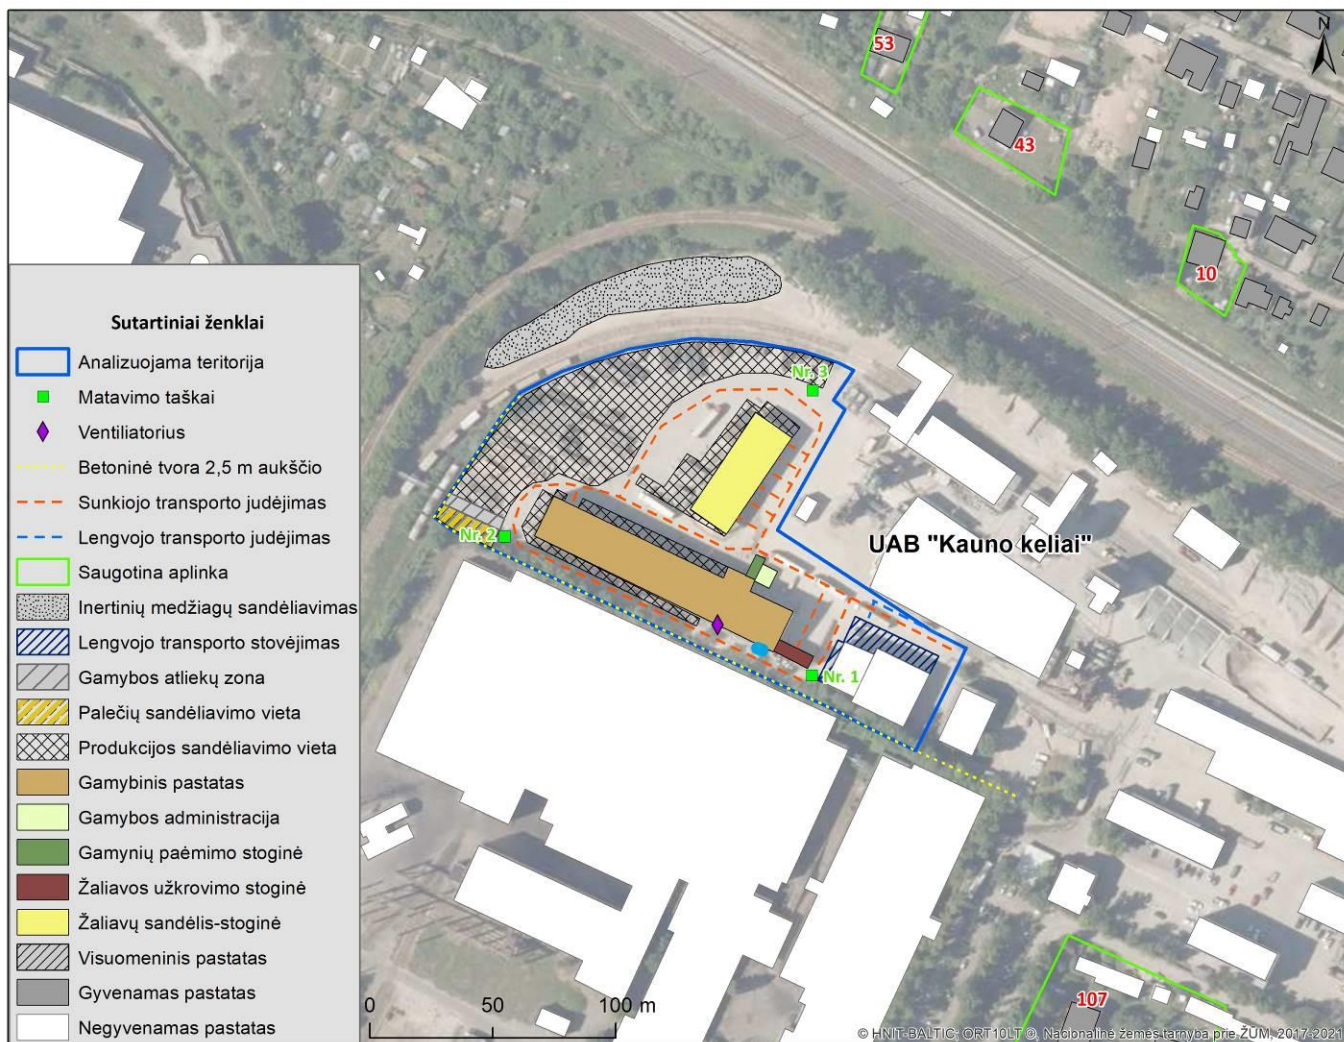 N
53
43
10
Sutartiniai ženklai
Analizuojama teritorija
Matavimo taškai
Ventiliatorius
Betoninė tvora 2,5 m aukščio
Sunkiojo transporto judėjimas
Lengvojo transporto judėjimas
Saugotina aplinka
Inertinių medžiagų sandėliavimas
Lengvojo transporto stovėjimas
Gamybos atliekų zona
Palečių sandėliavimo vieta
Produkcijos sandėliavimo vieta
Gamybinis pastatas
Gamybos administracija
Gamynių paėmimo stoginė
Žaliavos užkrovimo stoginė
Žaliavų sandėlis-stoginė
Visuomeninis pastatas
Gyvenamas pastatas
Negyvenamas pastatas
Nr. 3
Nr. 2
UAB "Kauno keliai"
Nr. 1
107
0 50 100 m
© HNIT-BALTIC; ORT10LT ©, Nacionalinė žemės tarnyba prie ŽŪM, 2017-2021